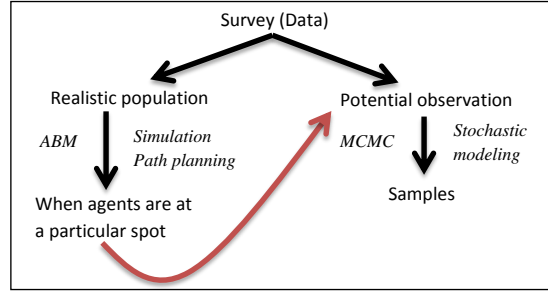 Survey (Data)
Realistic population
Potential observation
ABM
Simulation
Path planning
MCMC
Stochastic
modeling
When agents are at
a particular spot
Samples